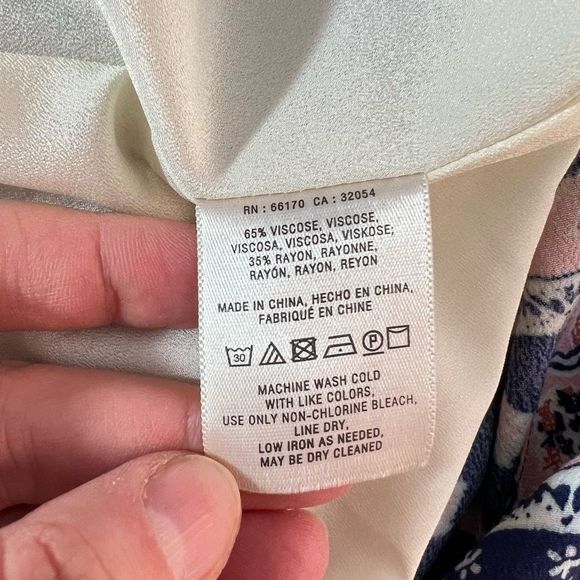 RN : 66170 CA : 32054
65% VISCOSE, VISCOSE,
VISCOSA, VISCOSA, VISKOSE;
35% RAYON, RAYONNE,
RAYÓN, RAYON, REYON
MADE IN CHINA, HECHO EN CHINA,
FABRIQUÉ EN CHINE
30 P
MACHINE WASH COLD
WITH LIKE COLORS,
USE ONLY NON-CHLORINE BLEACH,
LINE DRY,
LOW IRON AS NEEDED,
MAY BE DRY CLEANED